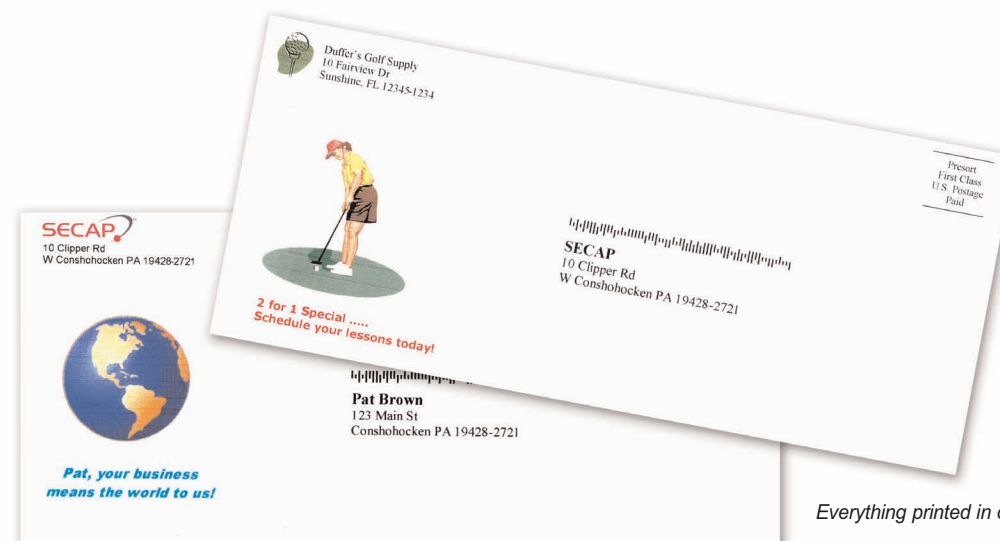 Duffer's Golf Supply
10 Fairview Dr
Sunshine, FL 12345-1234
Presort
First Class
U.S. Postage
Paid
SECAP
10 Clipper Rd
W Conshohocken PA 19428-2721
2 for 1 Special .....
Schedule your lessons today!
SECAP
10 Clipper Rd
W Conshohocken PA 19428-2721
Pat Brown
123 Main St
Conshohocken PA 19428-2721
Pat, your business
means the world to us!
Everything printed in